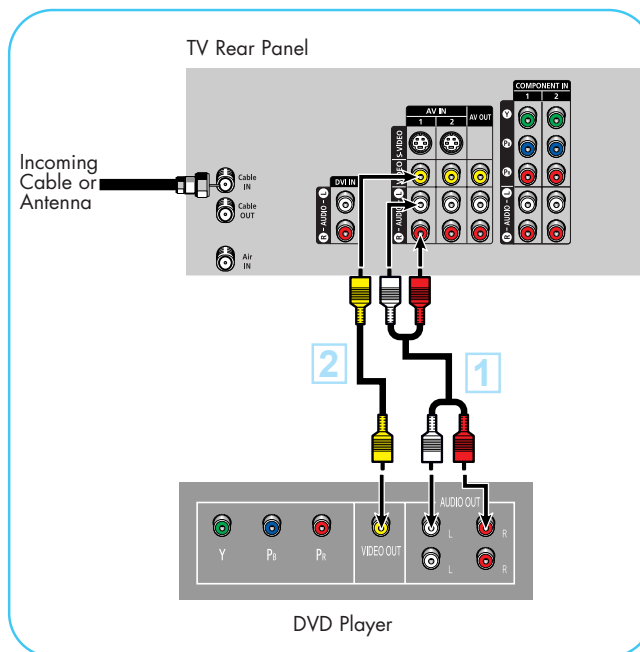 TV Rear Panel
COMPONENT IN
1 2
AV IN
1 2
AV OUT
S-VIDEO
VIDEO
Y
PB
PR
Incoming
Cable or
Antenna
Cable
IN
Cable
OUT
Air
IN
DVI IN
R - AUDIO - L
R - AUDIO - L
R - AUDIO - L
2
1
AUDIO OUT
Y
PB
PR
VIDEO OUT
L
R
L
R
DVD Player